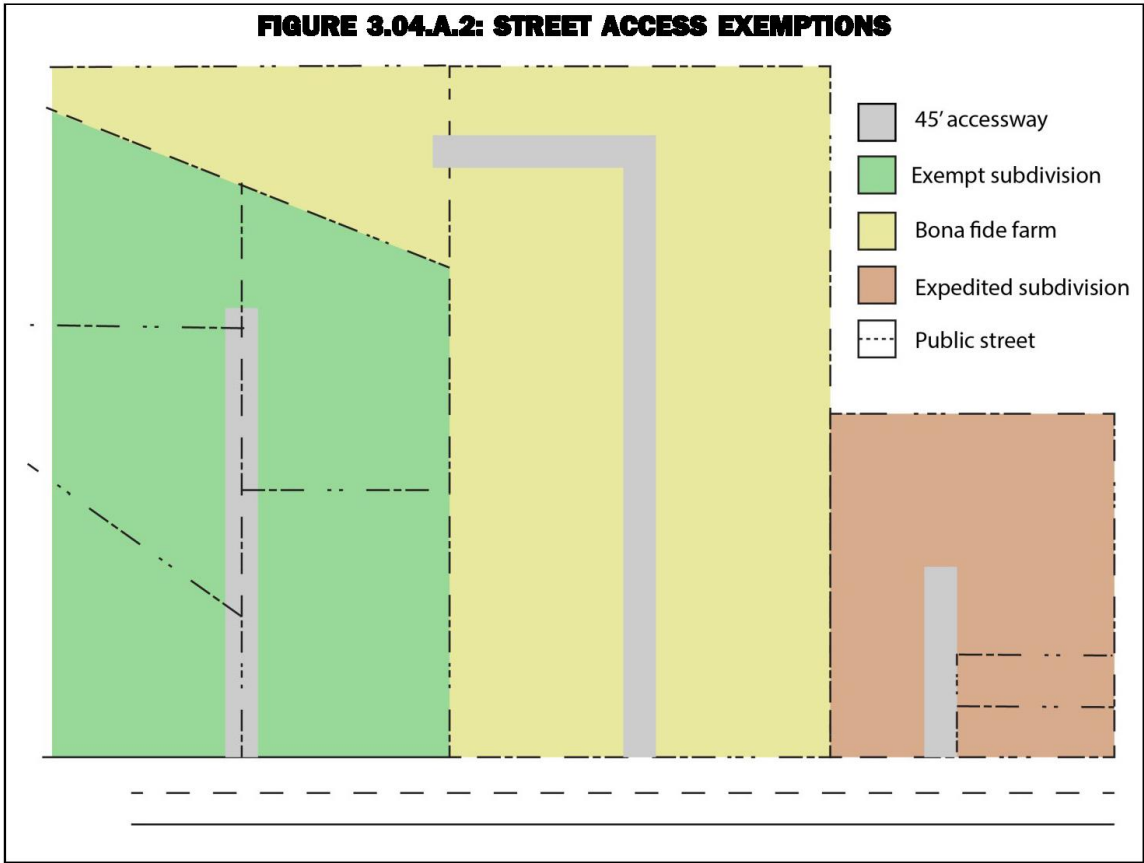 FIGURE 3.04.A.2: STREET ACCESS EXEMPTIONS
45' accessway
Exempt subdivision
Bona fide farm
Expedited subdivision
Public street